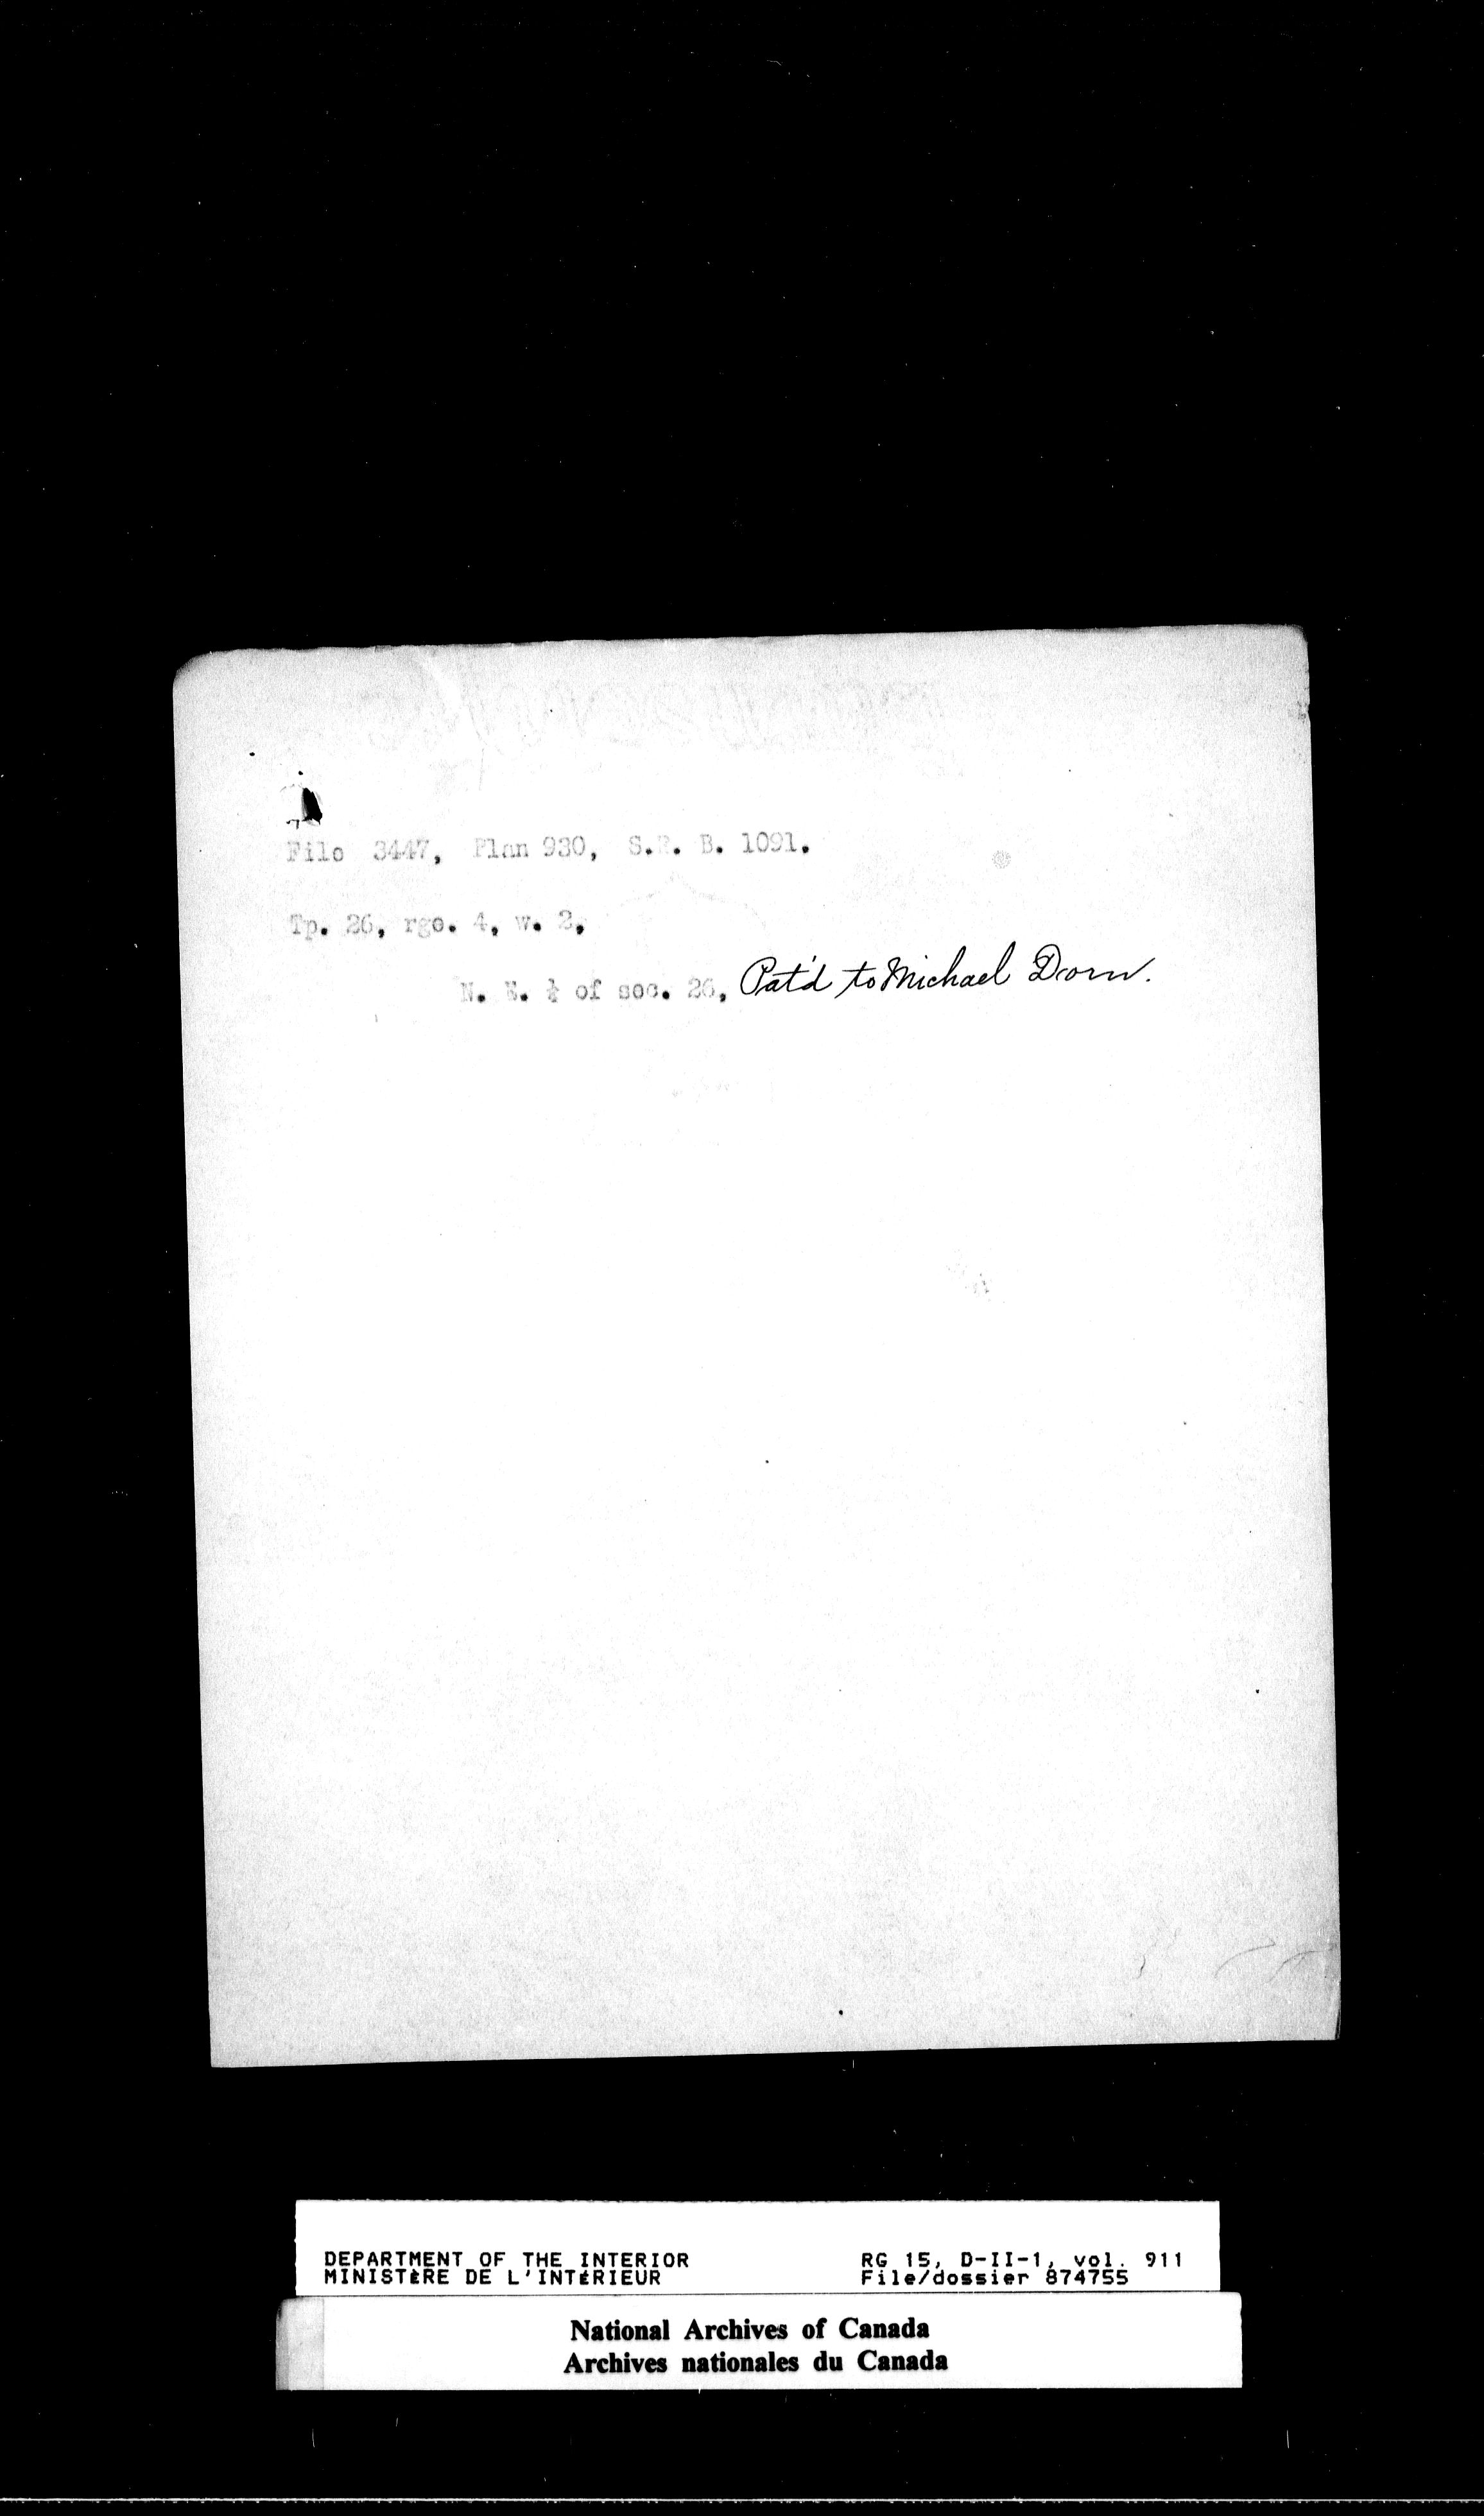 File 3447, Plan 930, S.R. B. 1091.
Tp. 26, rge. 4, w. 2,
N. E. ¼ of sec. 26, Pat'd to Michael Dorn.
DEPARTMENT OF THE INTERIOR RG 15, D-II-1, vol. 911
MINISTÈRE DE L'INTÉRIEUR File/dossier 874755
National Archives of Canada
Archives nationales du Canada